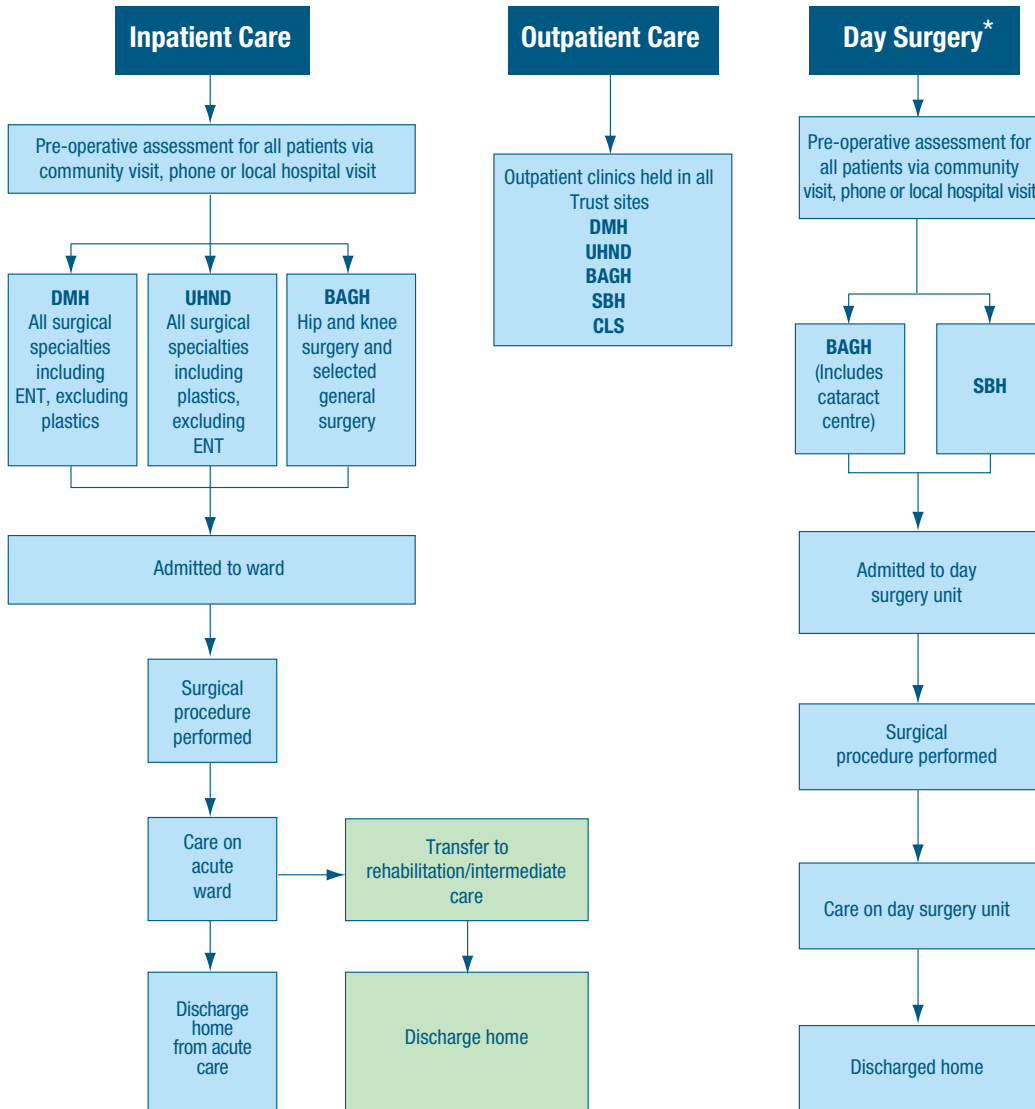 Inpatient Care
Pre-operative assessment for all patients via
community visit, phone or local hospital visit
DMH
All surgical
specialties
including
ENT, excluding
plastics
UHND
All surgical
specialties
including
plastics,
excluding
ENT
BAGH
Hip and knee
surgery and
selected
general
surgery
Admitted to ward
Surgical
procedure
performed
Care on
acute
ward
Transfer to
rehabilitation/intermediate
care
Discharge
home
from acute
care
Discharge home
Outpatient Care
Outpatient clinics held in all
Trust sites
DMH
UHND
BAGH
SBH
CLS
Day Surgery*
Pre-operative assessment for
all patients via community
visit, phone or local hospital visit
BAGH
(Includes
cataract
centre)
SBH
Admitted to day
surgery unit
Surgical
procedure performed
Care on day surgery unit
Discharged home